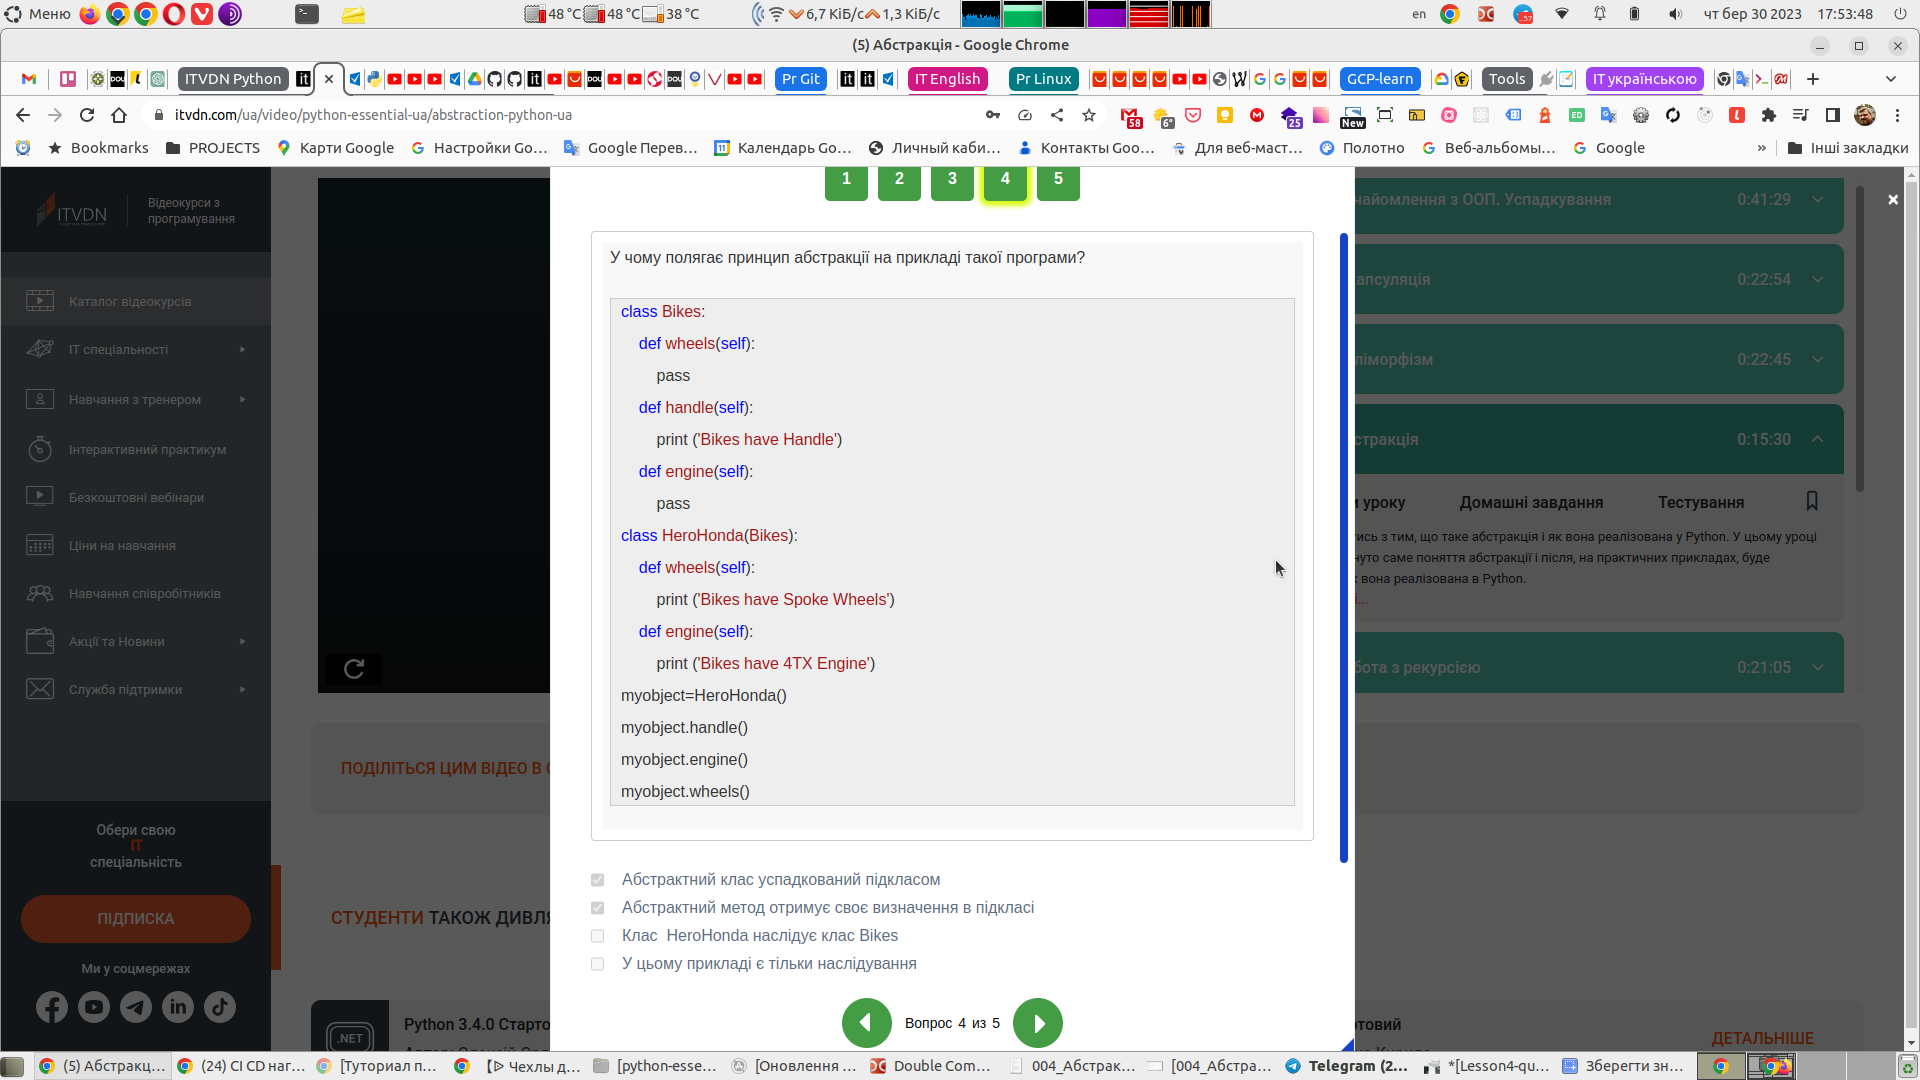 Меню
48 °C 48 °C 38 °C
6,7 KiБ/с 1,3 KiБ/с
en
57
чт бер 30 2023
17:53:48
(5) Абстракція - Google Chrome
ITVDN Python
Pr Git
IT English
Pr Linux
GCP-learn
Tools
IT українською
itvdn.com/ua/video/python-essential-ua/abstraction-python-ua
58
6°
25
New
Bookmarks
PROJECTS
Карти Google
Настройки Go...
Google Перев...
Календарь Go...
Личный каби...
Контакты Goo...
Для веб-маст...
Полотно
Веб-альбомы...
Google
»
Інші закладки
ITVDN
Відеокурси з
програмування
Каталог відеокурсів
IT спеціальності
Навчання з тренером
Інтерактивний практикум
Безкоштовні вебінари
Ціни на навчання
Навчання співробітників
Акції та Новини
Служба підтримки
Обери свою
IT
спеціальність
ПІДПИСКА
Ми у соцмережах
1 2 3 4 5
У чому полягає принцип абстракції на прикладі такої програми?
class Bikes:
def wheels(self):
pass
def handle(self):
print ('Bikes have Handle')
def engine(self):
pass
class HeroHonda(Bikes):
def wheels(self):
print ('Bikes have Spoke Wheels')
def engine(self):
print ('Bikes have 4TX Engine')
myobject=HeroHonda()
myobject.handle()
myobject.engine()
myobject.wheels()
Абстрактний клас успадкований підкласом
Абстрактний метод отримує своє визначення в підкласі
Клас HeroHonda наслідує клас Bikes
У цьому прикладі є тільки наслідування
Вопрос 4 из 5
найомлення з ООП. Успадкування 0:41:29
апсуляція 0:22:54
ліморфізм 0:22:45
стракція 0:15:30
и уроку Домашні завдання Тестування
тись з тим, що таке абстракція і як вона реалізована у Python. У цьому уроці
нуто саме поняття абстракції і після, на практичних прикладах, буде
к вона реалізована в Python.
бота з рекурсією 0:21:05
ПОДІЛІТЬСЯ ЦИМ ВІДЕО В
СТУДЕНТИ ТАКОЖ ДИВЛЯ
.NET
Python 3.4.0 Старто
товий
ДЕТАЛЬНІШЕ
(5) Абстракц...
(24) CI CD наг...
[Туториал п...
[ᐈ Чехлы д...
[python-esse...
[Оновлення ...
Double Com...
004_Абстрак...
[004_Абстра...
Telegram (2...
*[Lesson4-qu...
Зберегти зн...